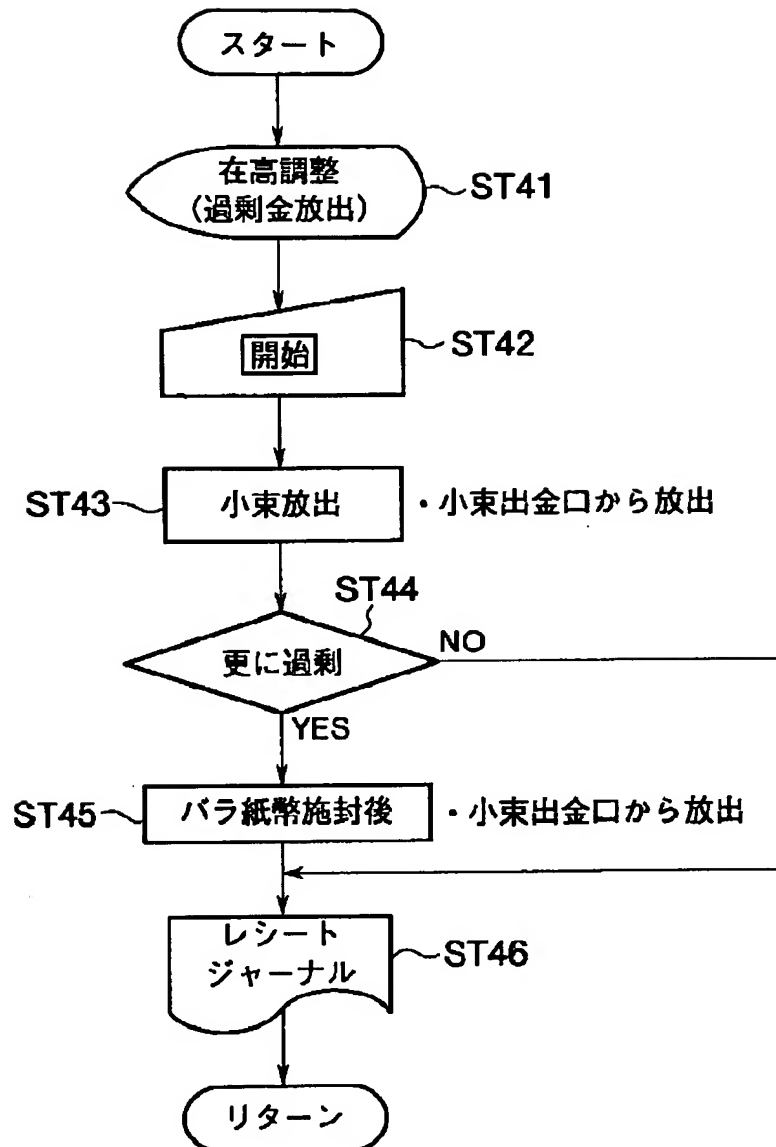 スタート
在高調整
(過剰金放出)
ST41
開始
ST42
ST43
小束放出
・小束出金口から放出
ST44
更に過剰
NO
YES
ST45
バラ紙幣施封後
・小束出金口から放出
レシート
ジャーナル
ST46
リターン